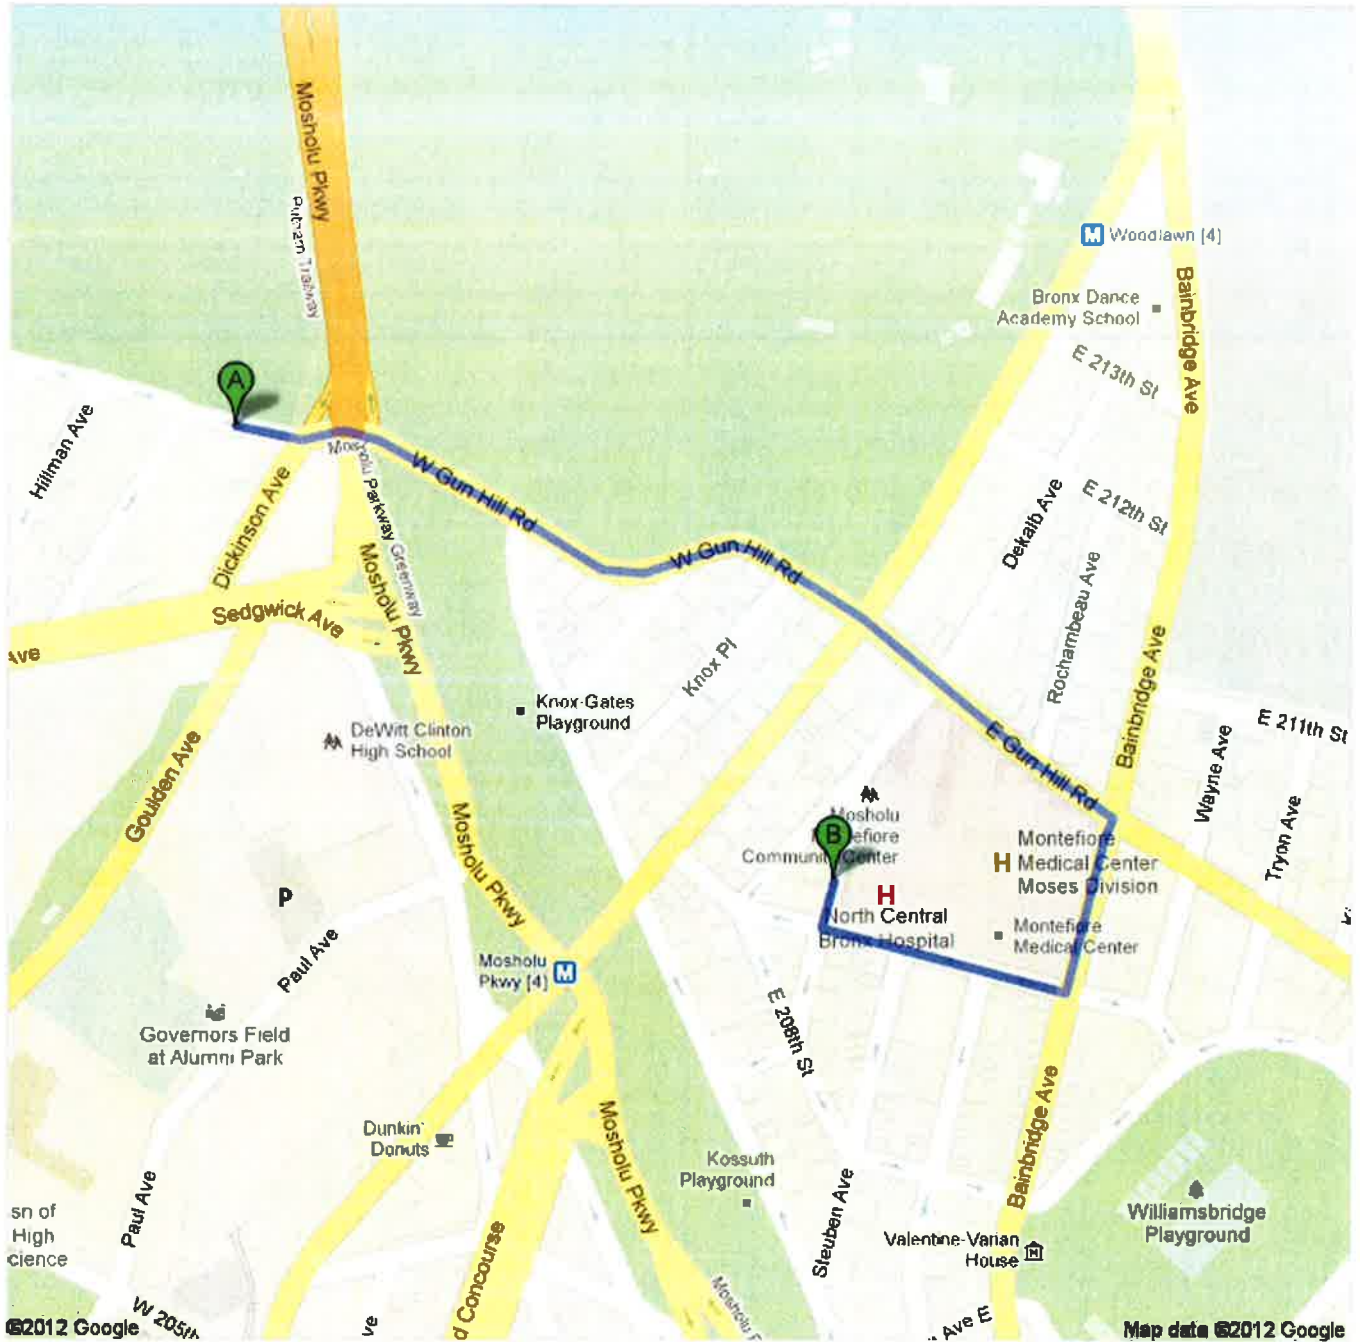 Mosholu Pkwy
Putnam Trailway
M Woodlawn [4]
Bronx Dance
Academy School
Bainbridge Ave
E 213th St
A
Hillman Ave
Mosholu Parkway Greenway
W Gun Hill Rd
Dickinson Ave
E 212th St
Dekalb Ave
W Gun Hill Rd
Rochambeau Ave
Mosholu Pkwy
Sedgwick Ave
Ave
Knox Pl
Bainbridge Ave
Knox-Gates
Playground
E 211th St
DeWitt Clinton
High School
E Gun Hill Rd
Wayne Ave
Goulden Ave
Tryon Ave
Mosholu Pkwy
B
Mosholu
Montefiore
Community Center
H
Montefiore
Medical Center
Moses Division
H
North Central
Bronx Hospital
Montefiore
Medical Center
P
Paul Ave
Mosholu
Pkwy [4]
M
E 208th St
Governors Field
at Alumni Park
Dunkin'
Donuts
Mosholu Pkwy
Bainbridge Ave
Kossuth
Playground
Paul Ave
Steuben Ave
Williamsbridge
Playground
sn of
High
cience
Valentine-Varian
House
d Concourse
W 205th
ve
Ave E
©2012 Google
Map data ©2012 Google